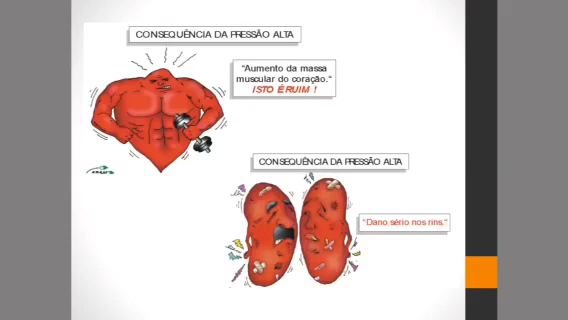 CONSEQUÊNCIA DA PRESSÃO ALTA
"Aumento da massa
muscular do coração."
ISTO É RUIM !
CONSEQUÊNCIA DA PRESSÃO ALTA
"Dano sério nos rins."